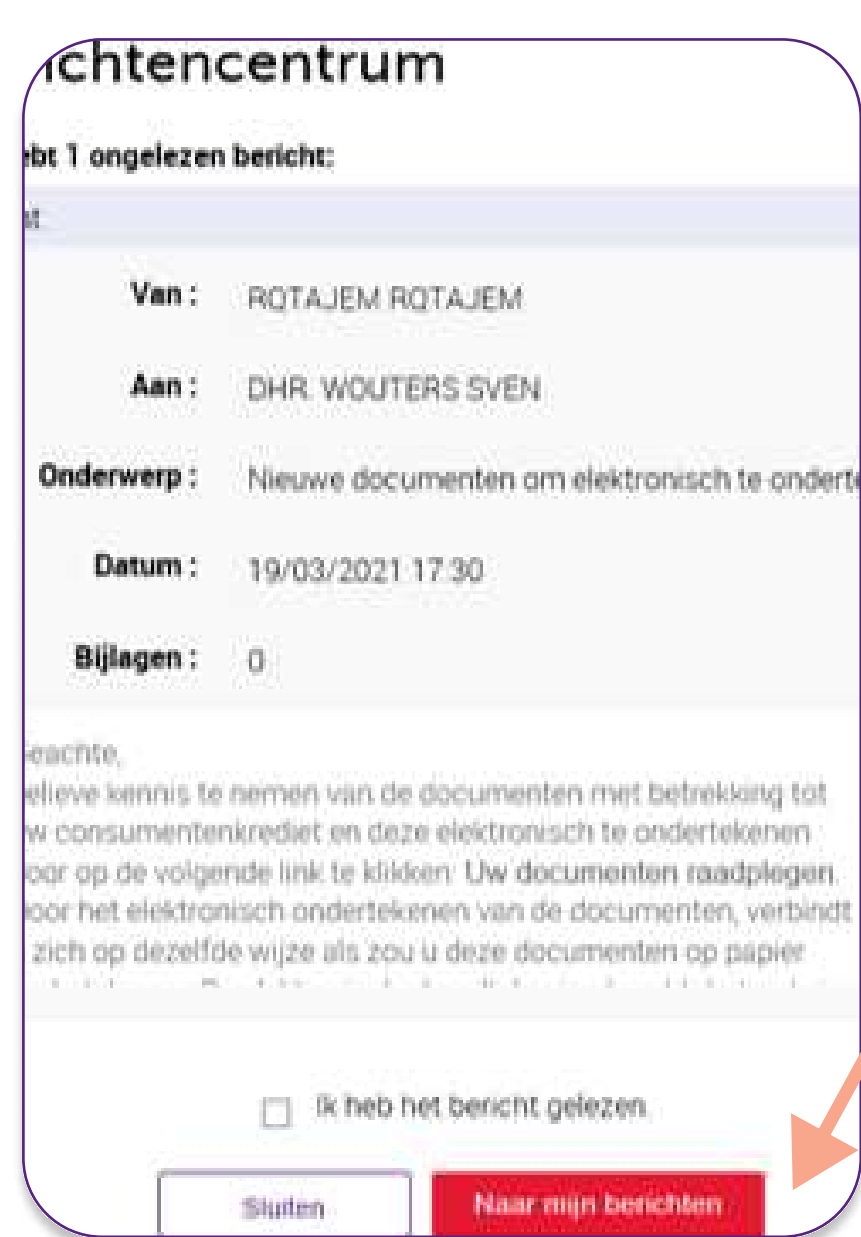 ichtencentrum
ebt 1 ongelezen bericht:
Van : RQTAJEM RQTAJEM
Aan : DHR. WOUTERS SVEN
Onderwerp : Nieuwe documenten om elektronisch te onderte
Datum : 19/03/2021 17:30
Bijlagen : 0
eachte,
elieve kennis te nemen van de documenten met betrekking tot
w consumentenkrediet en deze elektronisch te ondertekenen
oor op de volgende link te klikken: Uw documenten raadplegen.
oor het elektronisch ondertekenen van de documenten, verbindt
zich op dezelfde wijze als zou u deze documenten op papier
Ik heb het bericht gelezen.
Sluiten
Naar mijn berichten